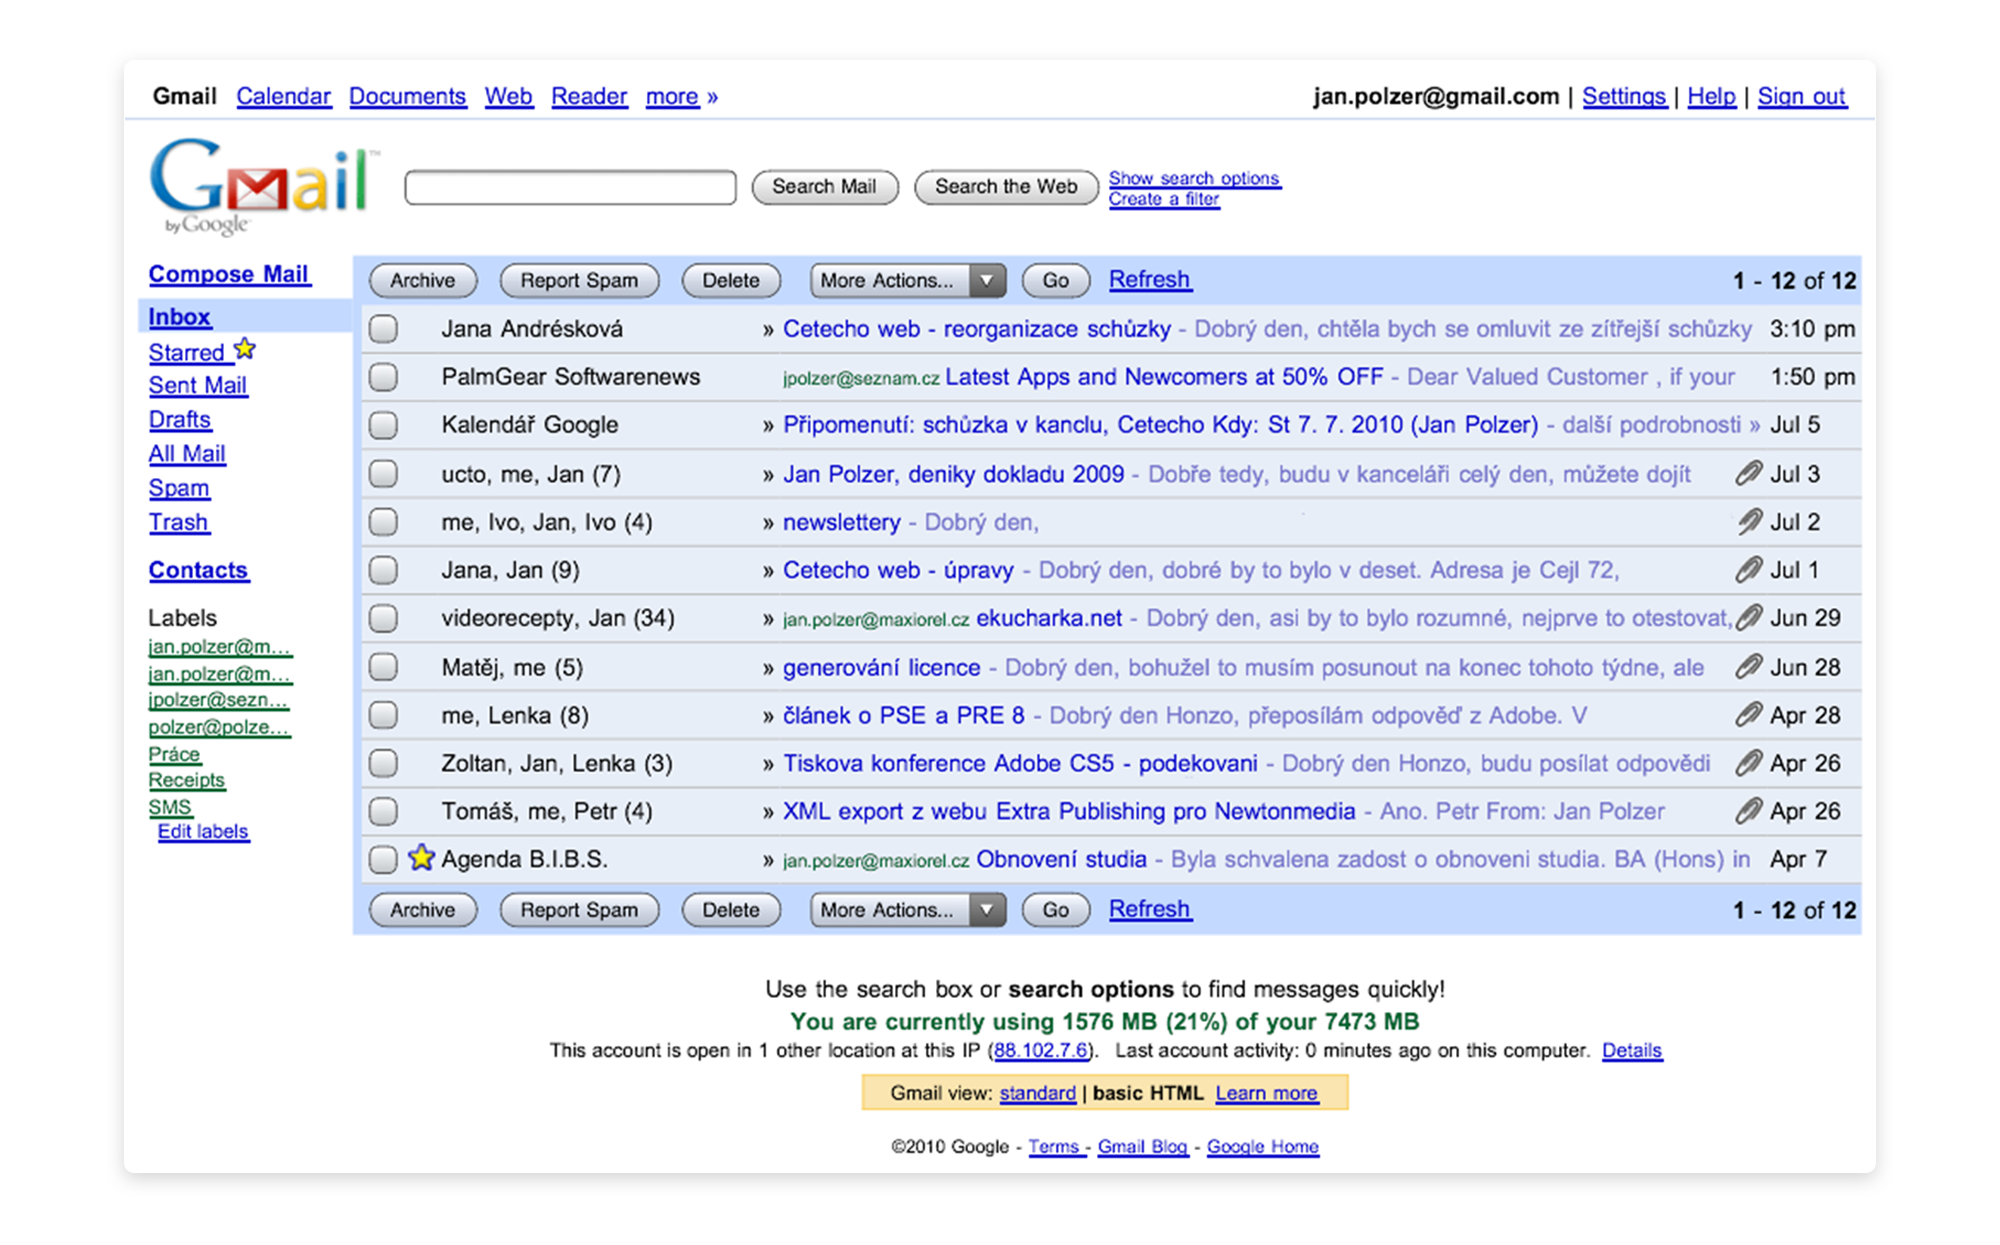 Gmail Calendar Documents Web Reader more » jan.polzer@gmail.com | Settings | Help | Sign out
Gmail™
by Google
Search Mail Search the Web Show search options
Create a filter
Compose Mail
Inbox
Starred
Sent Mail
Drafts
All Mail
Spam
Trash
Contacts
Labels
jan.polzer@m...
jan.polzer@m...
jpolzer@sezn...
polzer@polze...
Práce
Receipts
SMS
Edit labels
Archive Report Spam Delete More Actions... Go Refresh 1 - 12 of 12
Jana Andrésková » Cetecho web - reorganizace schůzky - Dobrý den, chtěla bych se omluvit ze zítřejší schůzky 3:10 pm
PalmGear Softwarenews jpolzer@seznam.cz Latest Apps and Newcomers at 50% OFF - Dear Valued Customer , if your 1:50 pm
Kalendář Google » Připomenutí: schůzka v kanclu, Cetecho Kdy: St 7. 7. 2010 (Jan Polzer) - další podrobnosti » Jul 5
ucto, me, Jan (7) » Jan Polzer, deniky dokladu 2009 - Dobře tedy, budu v kanceláři celý den, můžete dojít Jul 3
me, Ivo, Jan, Ivo (4) » newslettery - Dobrý den, Jul 2
Jana, Jan (9) » Cetecho web - úpravy - Dobrý den, dobré by to bylo v deset. Adresa je Cejl 72, Jul 1
videorecepty, Jan (34) » jan.polzer@maxiorel.cz ekucharka.net - Dobrý den, asi by to bylo rozumné, nejprve to otestovat, Jun 29
Matěj, me (5) » generování licence - Dobrý den, bohužel to musím posunout na konec tohoto týdne, ale Jun 28
me, Lenka (8) » článek o PSE a PRE 8 - Dobrý den Honzo, přeposílám odpověď z Adobe. V Apr 28
Zoltan, Jan, Lenka (3) » Tiskova konference Adobe CS5 - podekovani - Dobrý den Honzo, budu posílat odpovědi Apr 26
Tomáš, me, Petr (4) » XML export z webu Extra Publishing pro Newtonmedia - Ano. Petr From: Jan Polzer Apr 26
Agenda B.I.B.S. » jan.polzer@maxiorel.cz Obnovení studia - Byla schvalena zadost o obnoveni studia. BA (Hons) in Apr 7
Archive Report Spam Delete More Actions... Go Refresh 1 - 12 of 12
Use the search box or search options to find messages quickly!
You are currently using 1576 MB (21%) of your 7473 MB
This account is open in 1 other location at this IP (88.102.7.6). Last account activity: 0 minutes ago on this computer. Details
Gmail view: standard | basic HTML Learn more
©2010 Google - Terms - Gmail Blog - Google Home